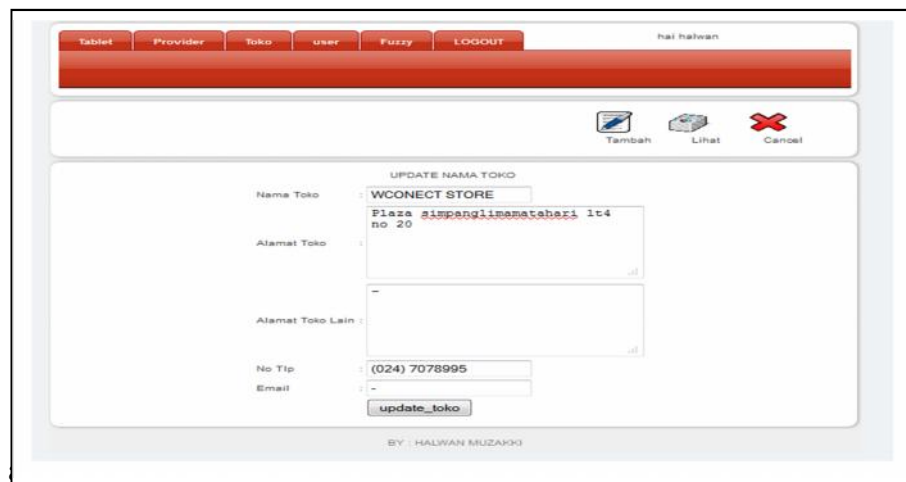 Tablet Provider Toko user Fuzzy LOGOUT hai halwan
Tambah Lihat Cancel
UPDATE NAMA TOKO
Nama Toko : WCONECT STORE
Alamat Toko : Plaza simpanglimamatahari lt4
no 20
Alamat Toko Lain : -
No Tlp : (024) 7078995
Email : -
update_toko
BY : HALWAN MUZAKKI